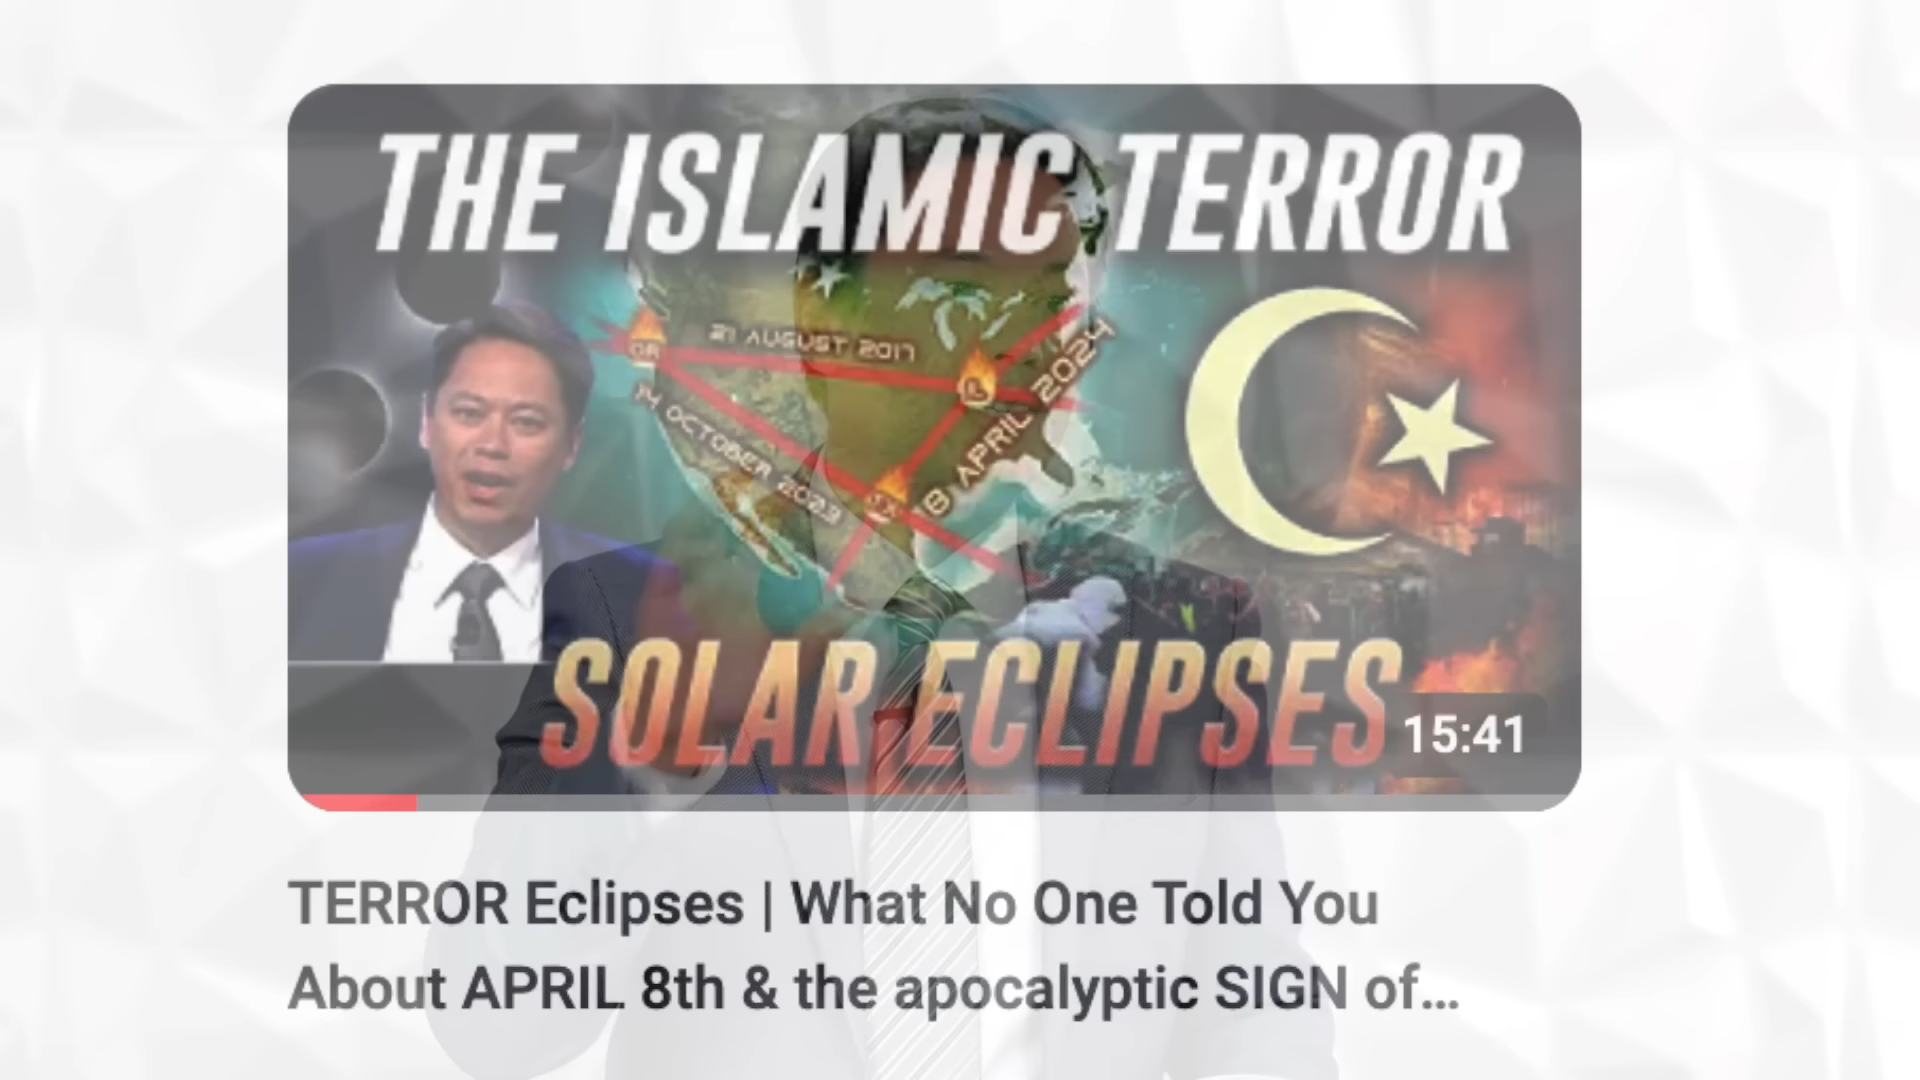 THE ISLAMIC TERROR
21 AUGUST 2017
OR
14 OCTOBER 2023
8 APRIL 2024
TX
SOLAR ECLIPSES
15:41
TERROR Eclipses | What No One Told You
About APRIL 8th & the apocalyptic SIGN of...